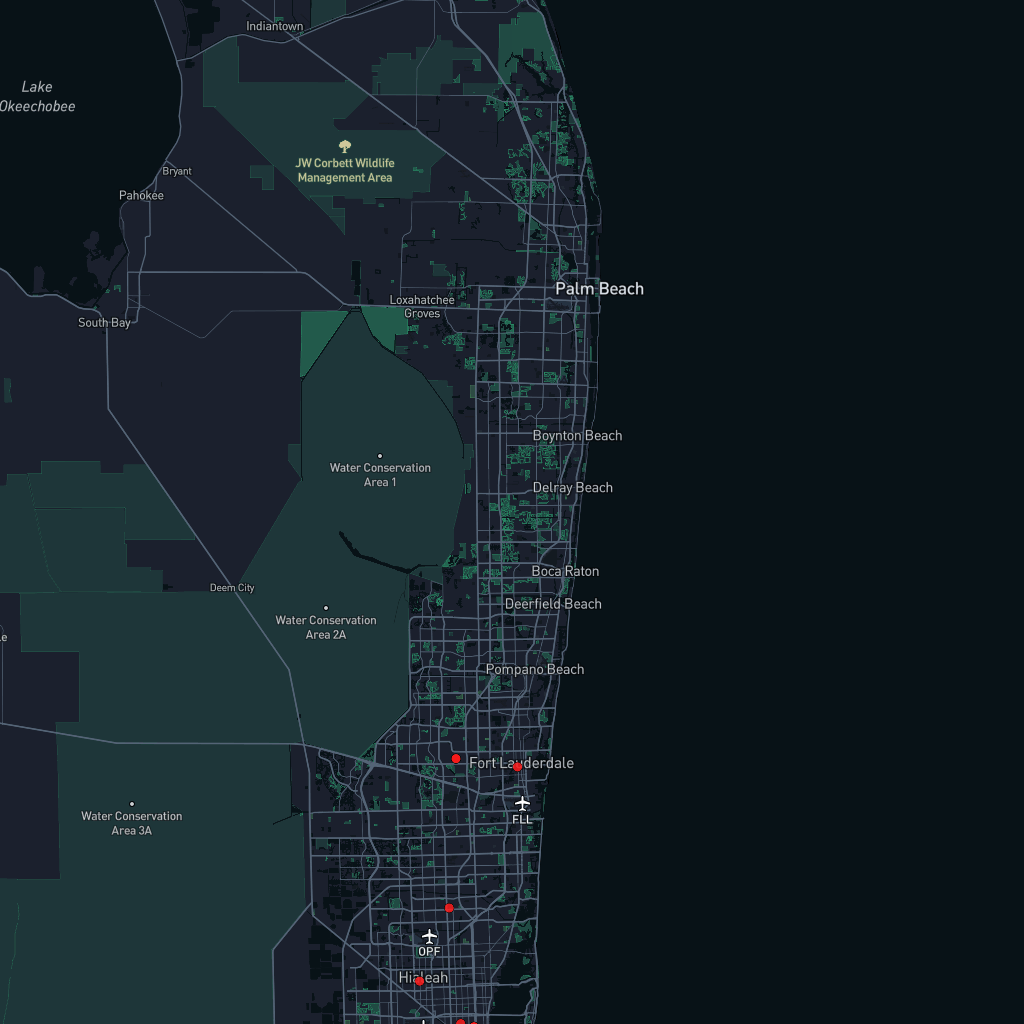 Indiantown
Lake
Okeechobee
JW Corbett Wildlife
Management Area
Bryant
Pahokee
Palm Beach
Loxahatchee
Groves
South Bay
Boynton Beach
Water Conservation
Area 1
Delray Beach
Boca Raton
Deem City
Deerfield Beach
Water Conservation
Area 2A
Pompano Beach
Fort Lauderdale
Water Conservation
Area 3A
FLL
OPF
Hialeah